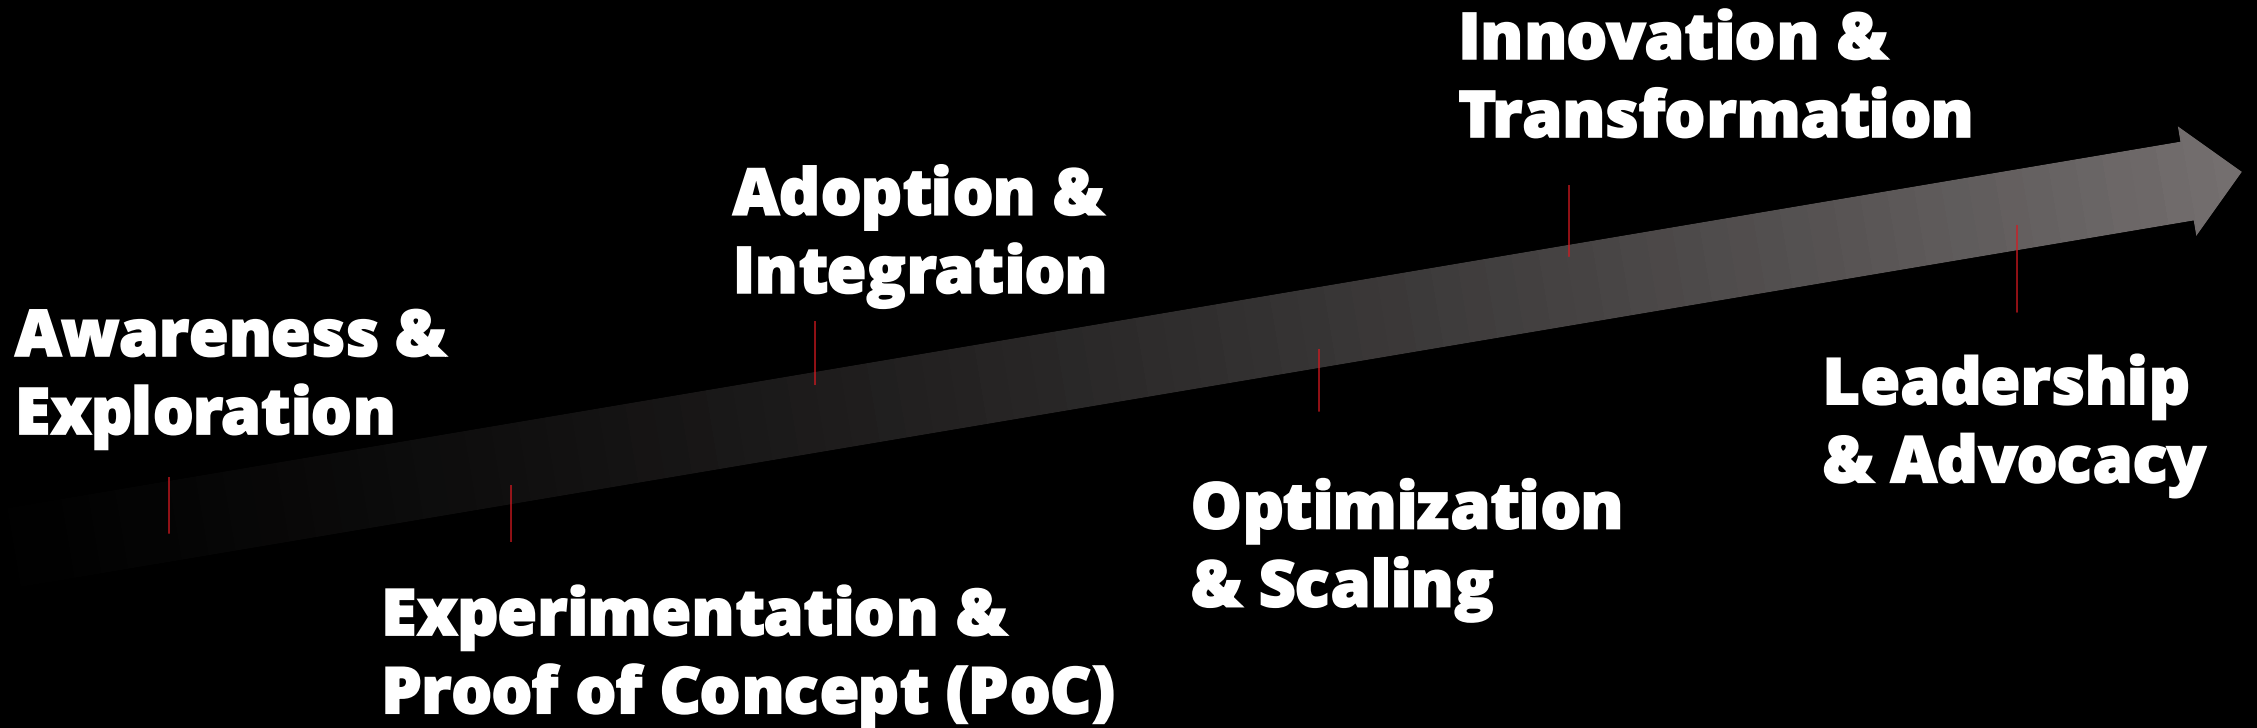 Awareness &
Exploration
Experimentation &
Proof of Concept (PoC)
Adoption &
Integration
Optimization
& Scaling
Innovation &
Transformation
Leadership
& Advocacy